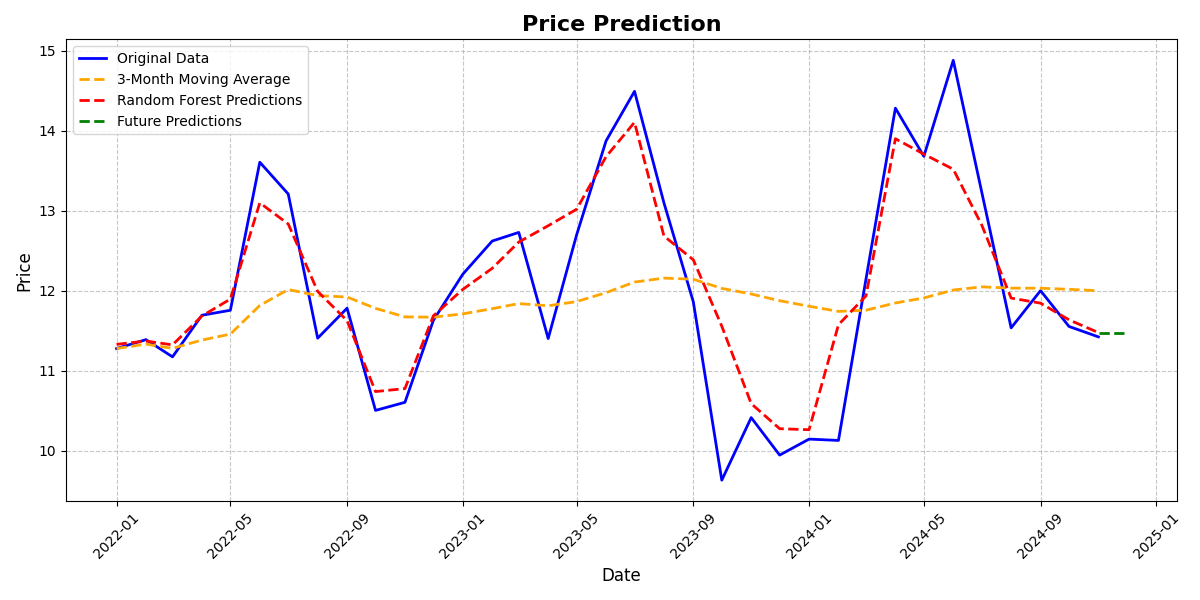 Price Prediction
Original Data
3-Month Moving Average
Random Forest Predictions
Future Predictions
15
14
13
12
11
10
Price
2022-01
2022-05
2022-09
2023-01
2023-05
2023-09
2024-01
2024-05
2024-09
2025-01
Date